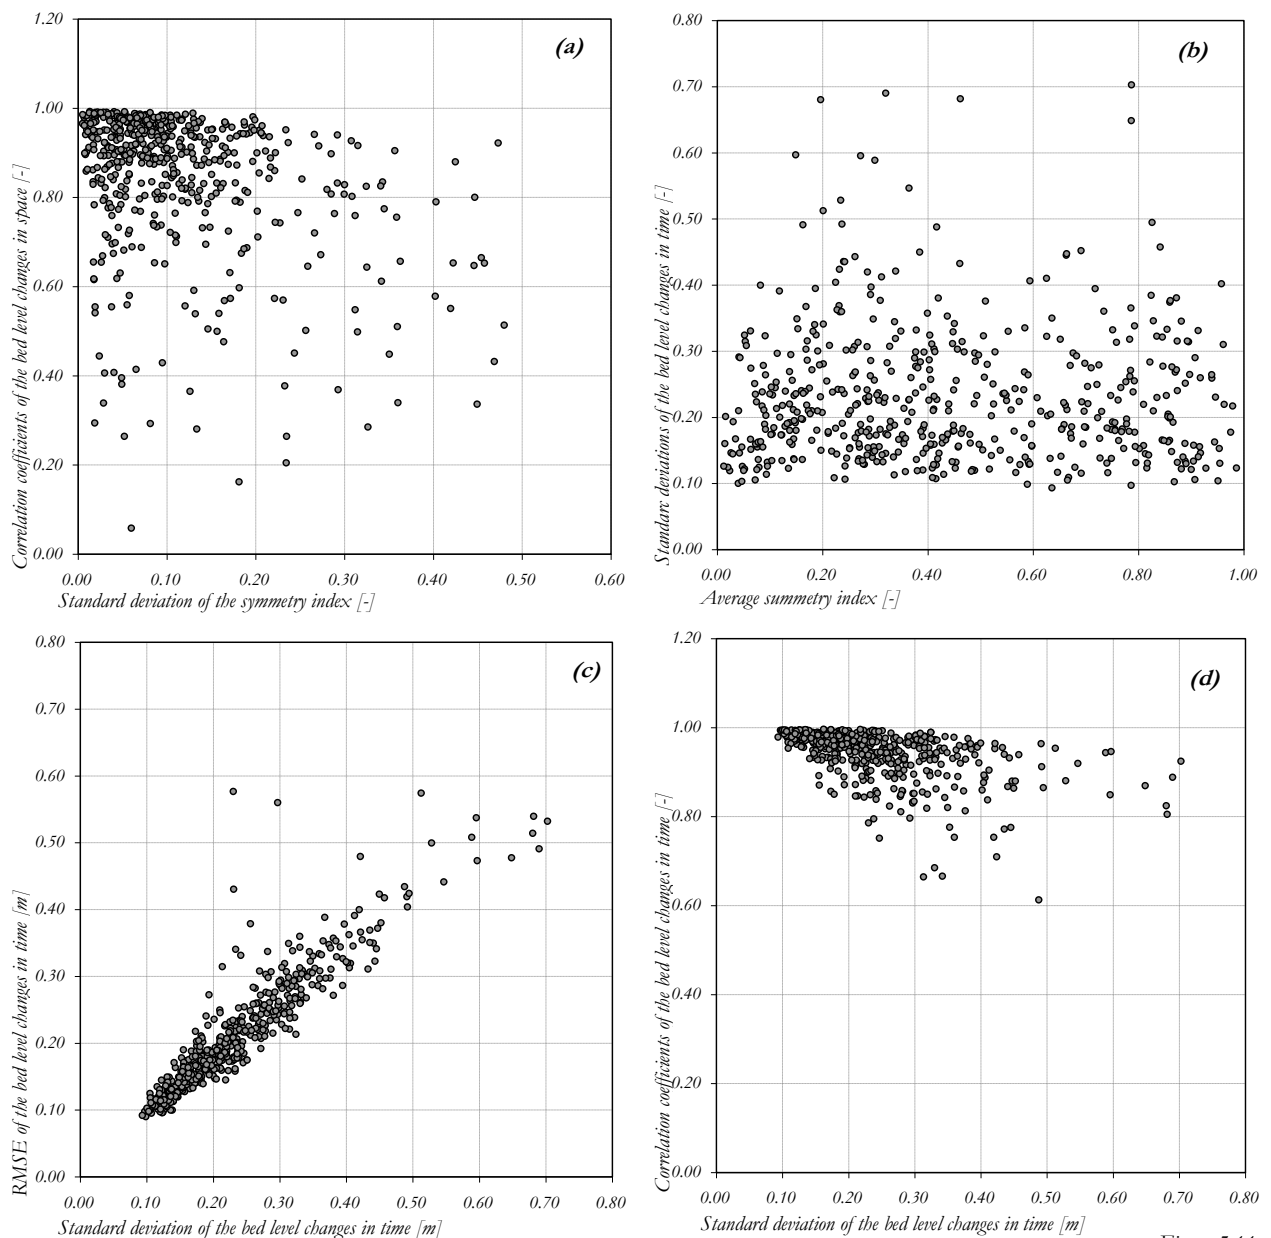 (a)
1.20
1.00
0.80
0.60
0.40
0.20
0.00
0.00 0.10 0.20 0.30 0.40 0.50 0.60
Correlation coefficients of the bed level changes in space [-]
Standard deviation of the symmetry index [-]
(b)
0.80
0.70
0.60
0.50
0.40
0.30
0.20
0.10
0.00
0.00 0.20 0.40 0.60 0.80 1.00
Standard deviations of the bed level changes in time [-]
Average summetry index [-]
(c)
0.80
0.70
0.60
0.50
0.40
0.30
0.20
0.10
0.00
0.00 0.10 0.20 0.30 0.40 0.50 0.60 0.70 0.80
RMSE of the bed level changes in time [m]
Standard deviation of the bed level changes in time [m]
(d)
1.20
1.00
0.80
0.60
0.40
0.20
0.00
0.00 0.10 0.20 0.30 0.40 0.50 0.60 0.70 0.80
Correlation coefficients of the bed level changes in time [-]
Standard deviation of the bed level changes in time [m]